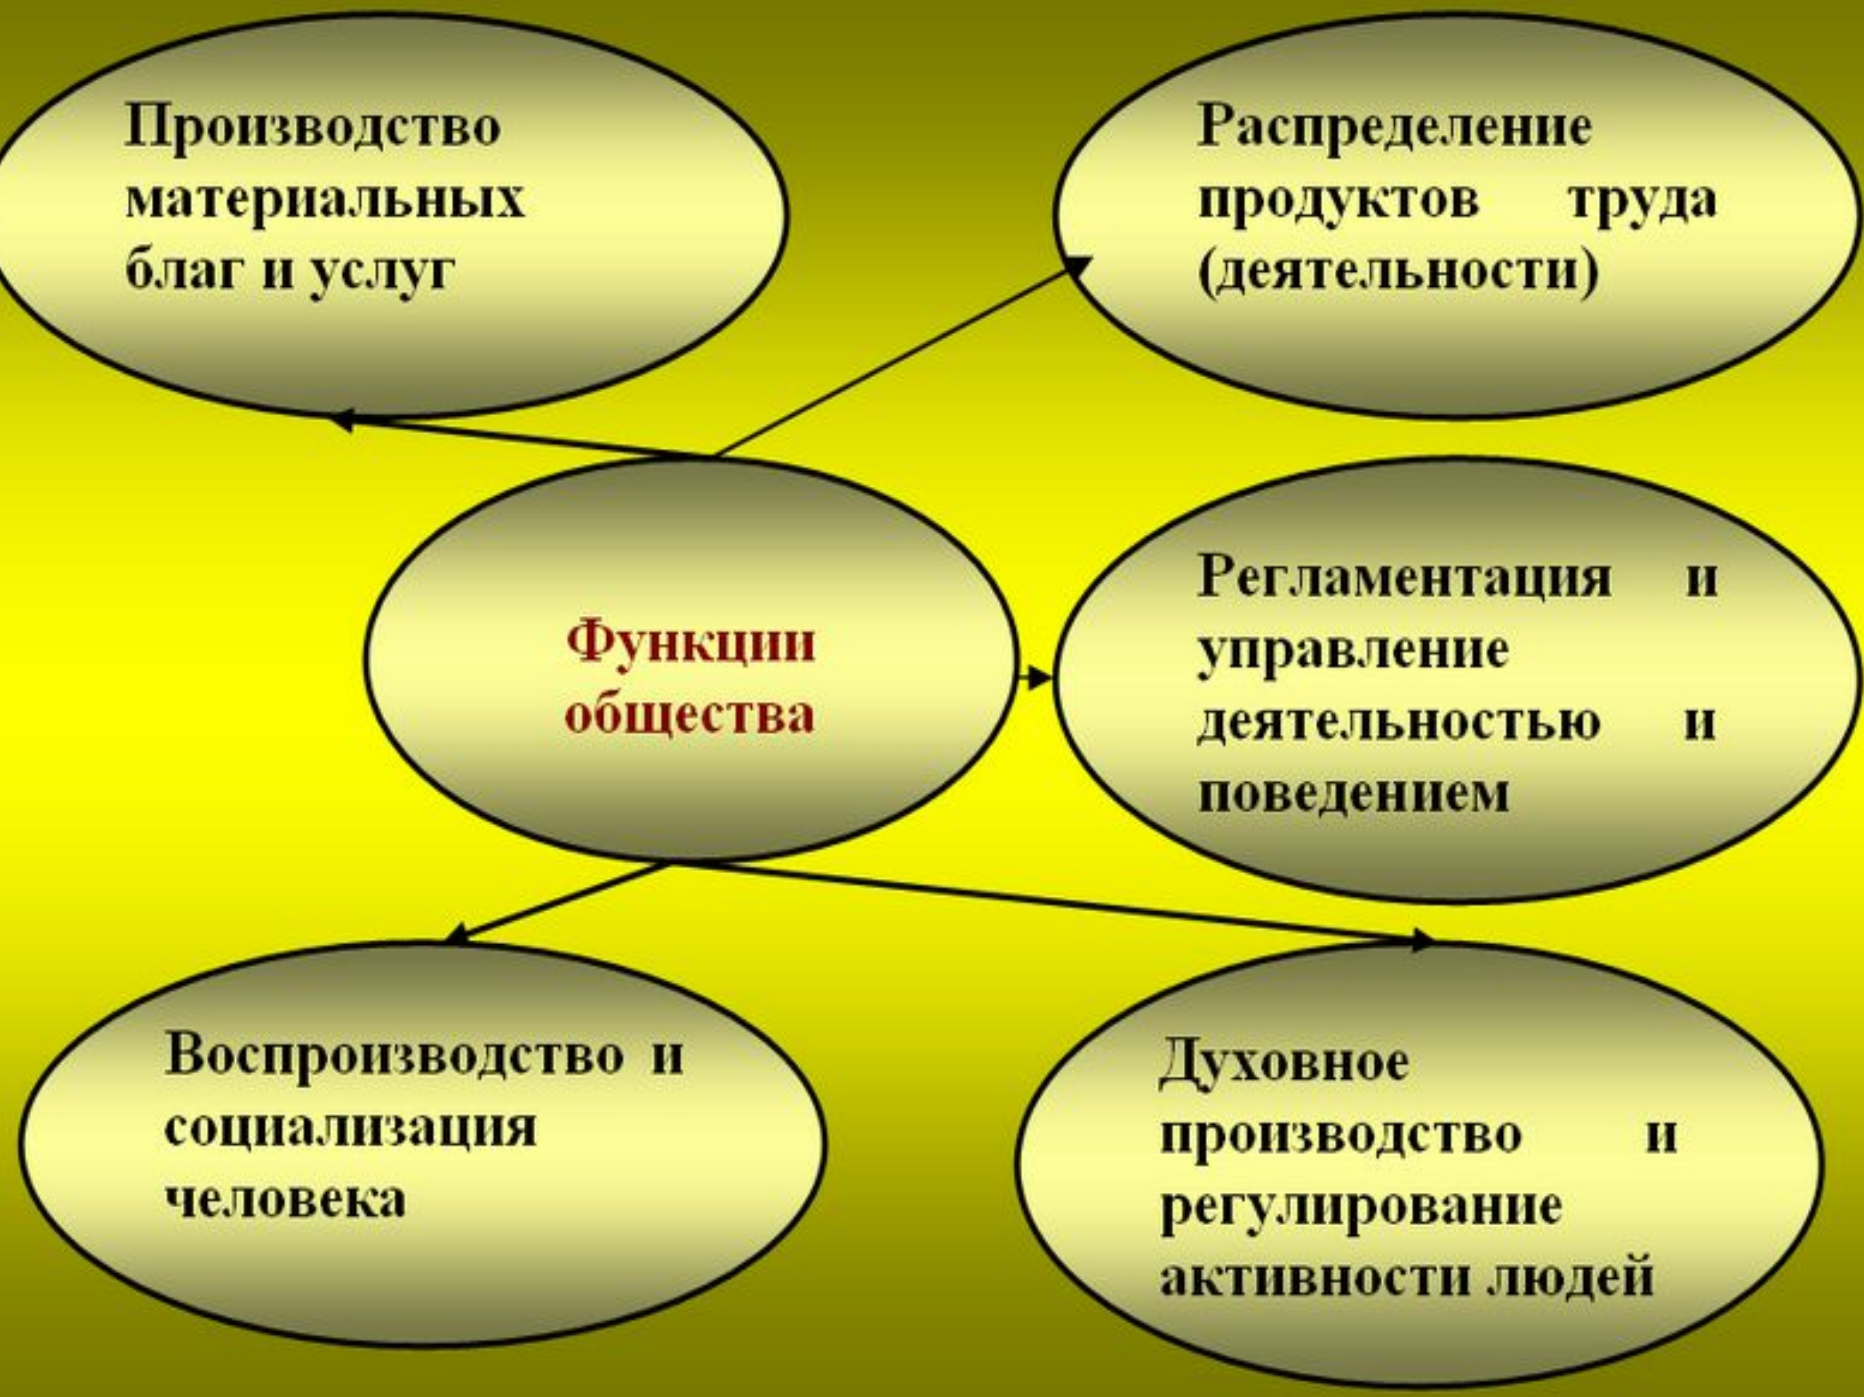 Производство
материальных
благ и услуг
Распределение
продуктов труда
(деятельности)
Функции
общества
Регламентация и
управление
деятельностью и
поведением
Воспроизводство и
социализация
человека
Духовное
производство и
регулирование
активности людей